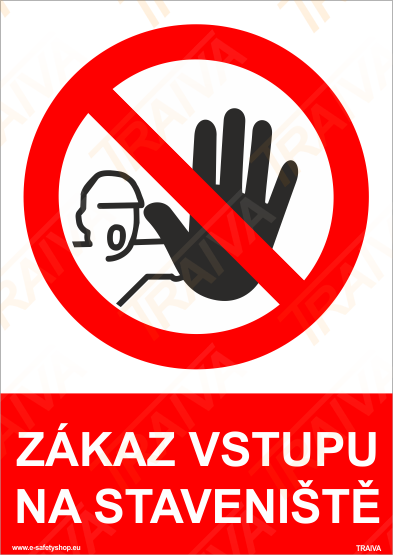 ZÁKAZ VSTUPU
NA STAVENIŠTĚ
www.e-safetyshop.eu
TRAIVA